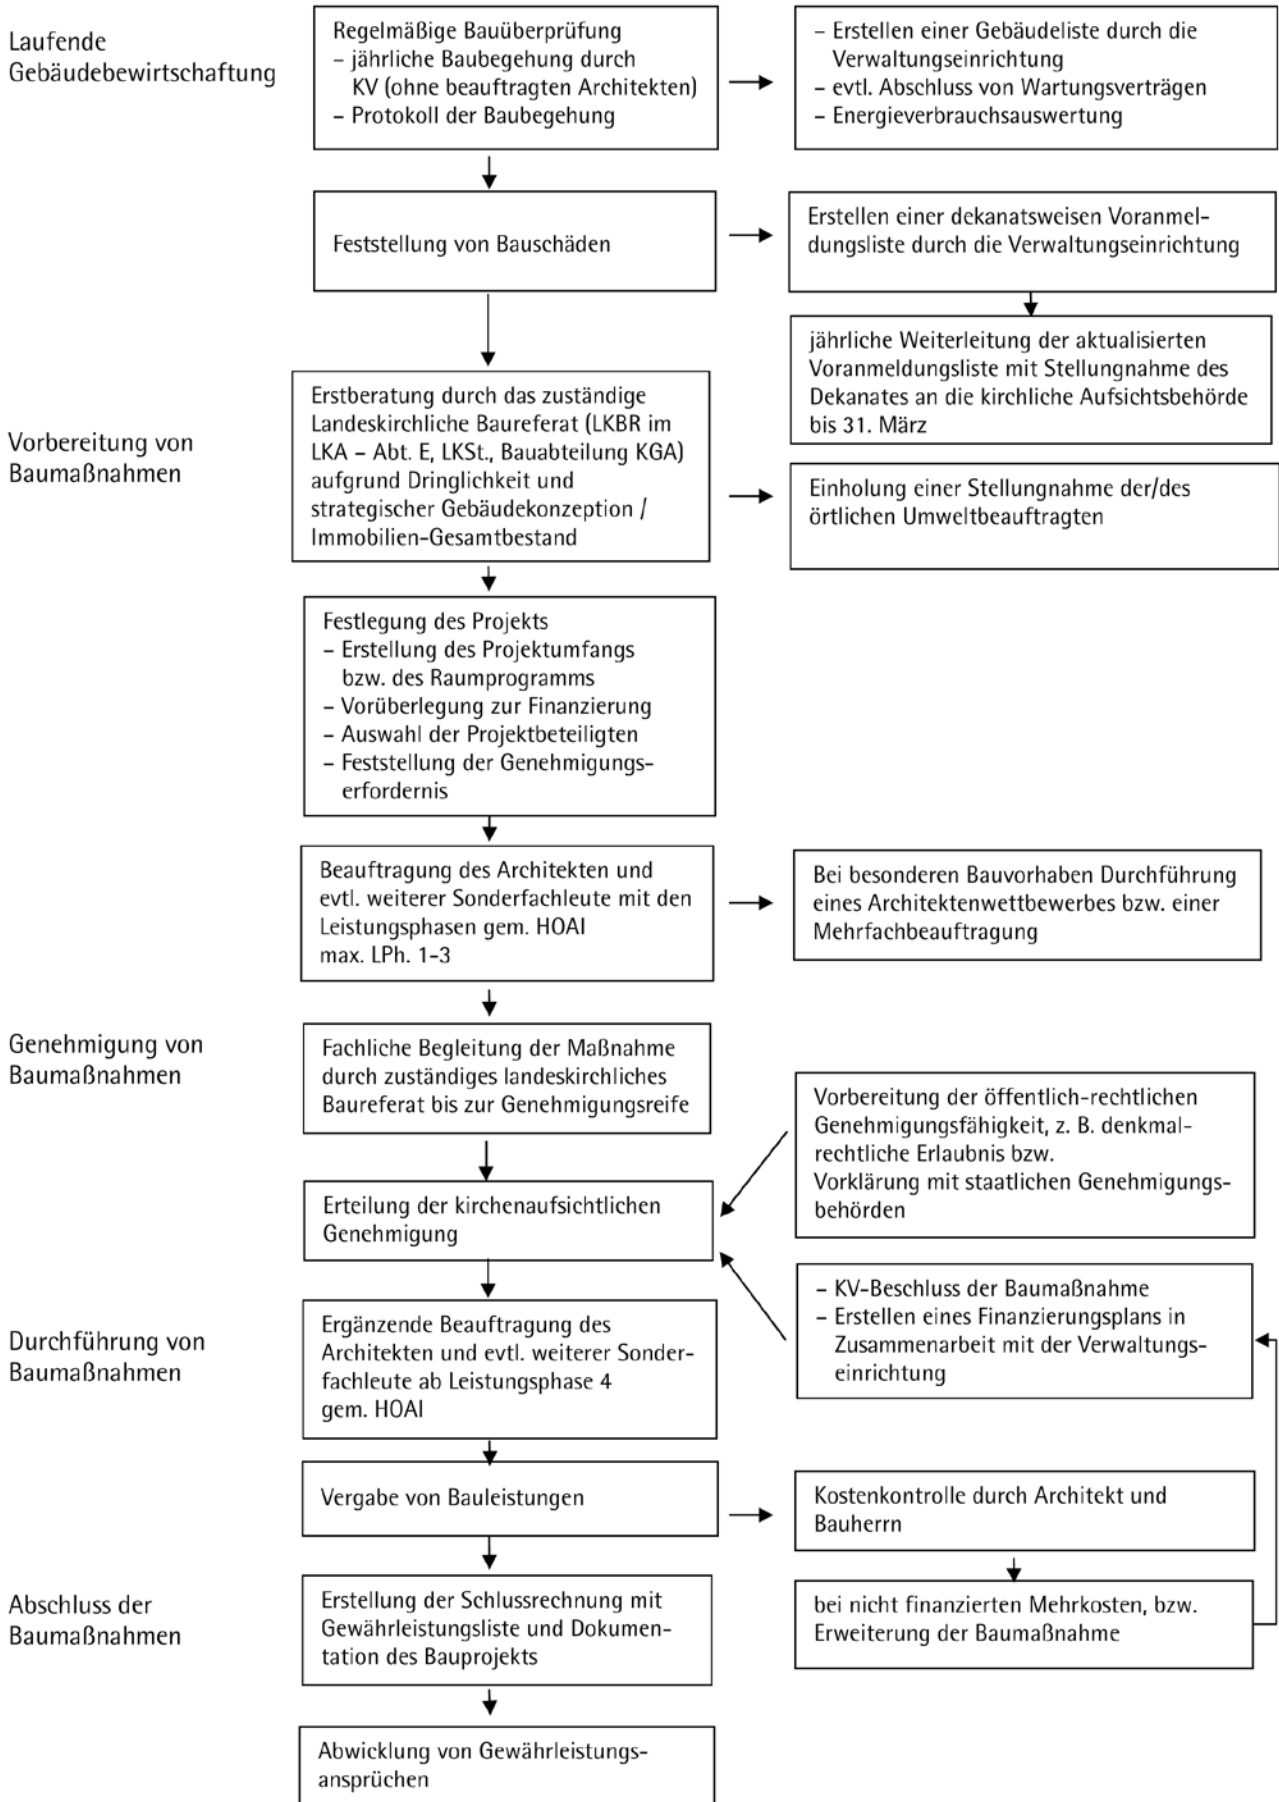 Laufende
Gebäudebewirtschaftung
Regelmäßige Bauüberprüfung
– jährliche Baubegehung durch
KV (ohne beauftragten Architekten)
– Protokoll der Baubegehung
– Erstellen einer Gebäudeliste durch die
Verwaltungseinrichtung
– evtl. Abschluss von Wartungsverträgen
– Energieverbrauchsauswertung
Feststellung von Bauschäden
Erstellen einer dekanatsweisen Voranmel-
dungsliste durch die Verwaltungseinrichtung
jährliche Weiterleitung der aktualisierten
Voranmeldungsliste mit Stellungnahme des
Dekanates an die kirchliche Aufsichtsbehörde
bis 31. März
Vorbereitung von
Baumaßnahmen
Erstberatung durch das zuständige
Landeskirchliche Baureferat (LKBR im
LKA – Abt. E, LKSt., Bauabteilung KGA)
aufgrund Dringlichkeit und
strategischer Gebäudekonzeption /
Immobilien-Gesamtbestand
Einholung einer Stellungnahme der/des
örtlichen Umweltbeauftragten
Festlegung des Projekts
– Erstellung des Projektumfangs
bzw. des Raumprogramms
– Vorüberlegung zur Finanzierung
– Auswahl der Projektbeteiligten
– Feststellung der Genehmigungs-
erfordernis
Beauftragung des Architekten und
evtl. weiterer Sonderfachleute mit den
Leistungsphasen gem. HOAI
max. LPh. 1-3
Bei besonderen Bauvorhaben Durchführung
eines Architektenwettbewerbes bzw. einer
Mehrfachbeauftragung
Genehmigung von
Baumaßnahmen
Fachliche Begleitung der Maßnahme
durch zuständiges landeskirchliches
Baureferat bis zur Genehmigungsreife
Vorbereitung der öffentlich-rechtlichen
Genehmigungsfähigkeit, z. B. denkmal-
rechtliche Erlaubnis bzw.
Vorklärung mit staatlichen Genehmigungs-
behörden
Erteilung der kirchenaufsichtlichen
Genehmigung
– KV-Beschluss der Baumaßnahme
– Erstellen eines Finanzierungsplans in
Zusammenarbeit mit der Verwaltungs-
einrichtung
Durchführung von
Baumaßnahmen
Ergänzende Beauftragung des
Architekten und evtl. weiterer Sonder-
fachleute ab Leistungsphase 4
gem. HOAI
Vergabe von Bauleistungen
Kostenkontrolle durch Architekt und
Bauherrn
Abschluss der
Baumaßnahmen
Erstellung der Schlussrechnung mit
Gewährleistungsliste und Dokumen-
tation des Bauprojekts
bei nicht finanzierten Mehrkosten, bzw.
Erweiterung der Baumaßnahme
Abwicklung von Gewährleistungs-
ansprüchen